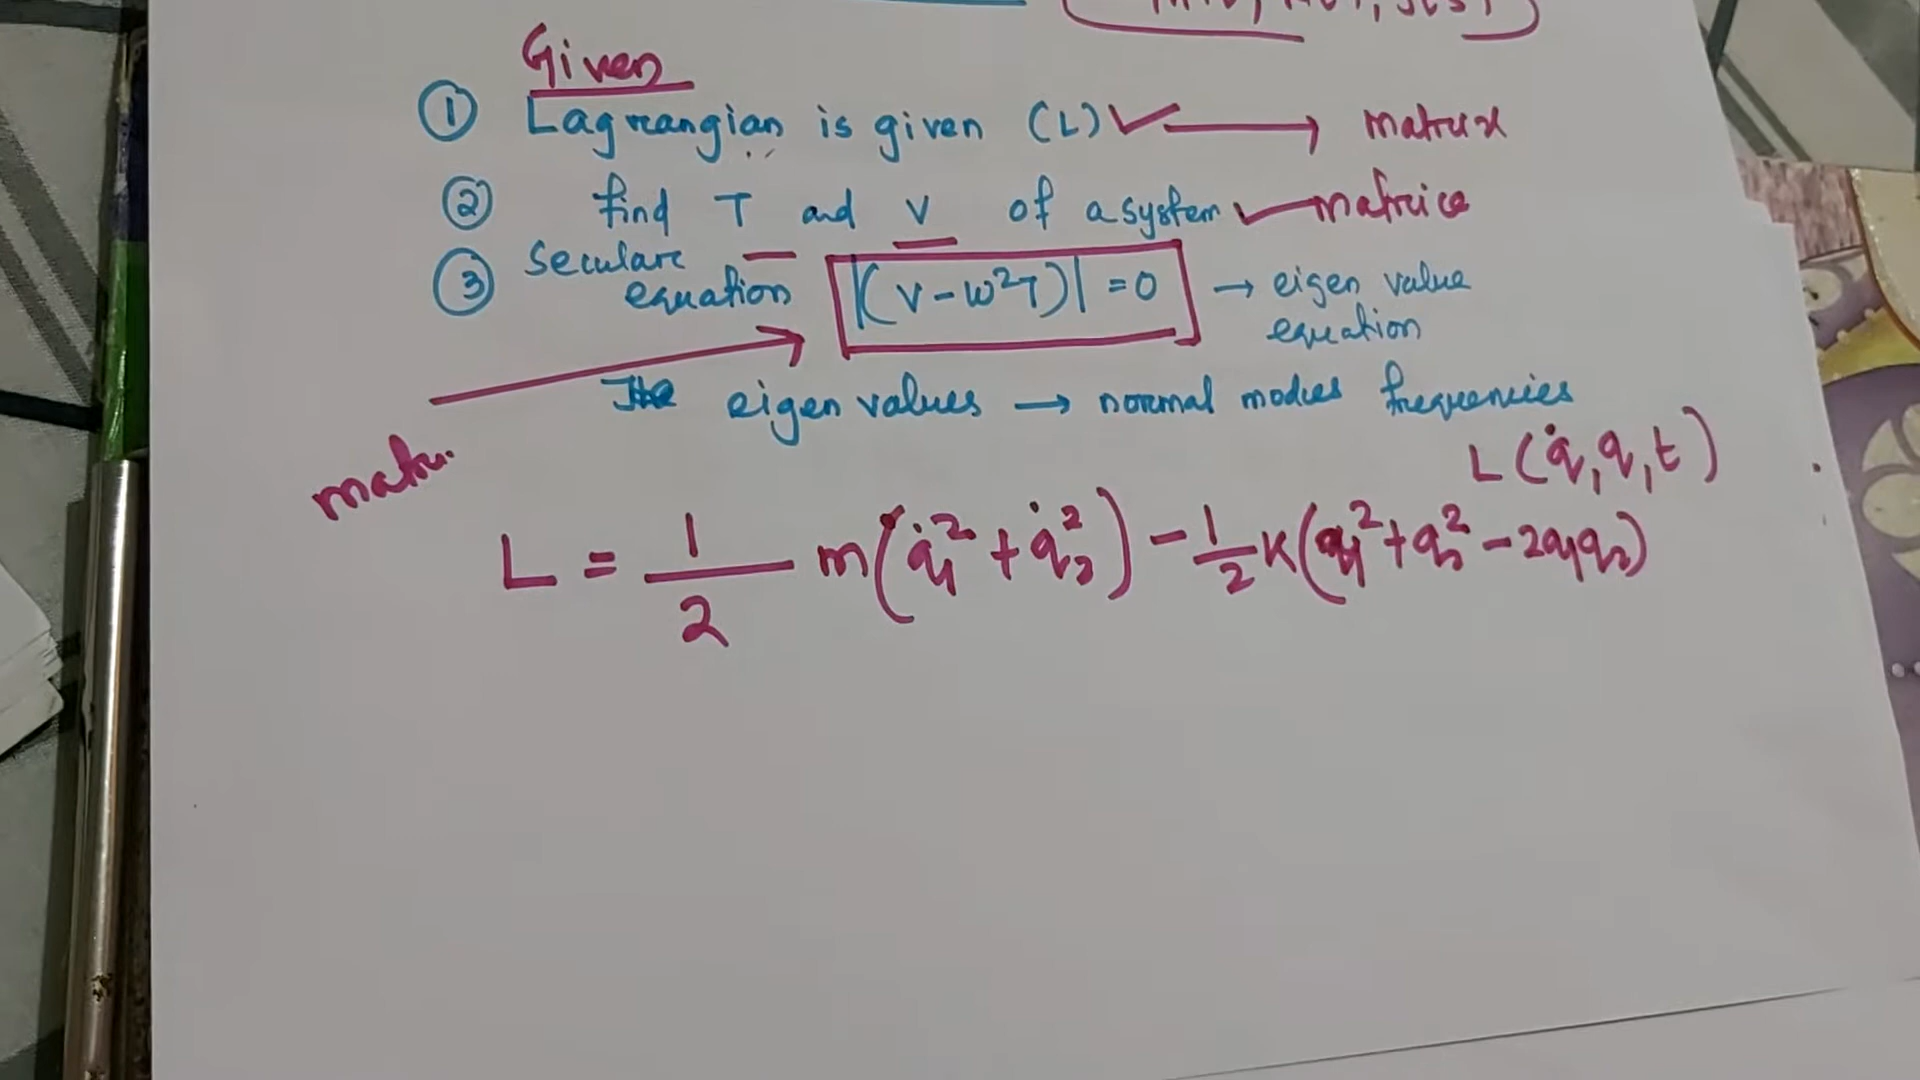 Given
① Lagrangian is given (L) ✓ → matrix
② find T and V of a system ✓ matrice
③ Seculare equation |(V-ω²T)| = 0 → eigen value equation
The eigen values → normal modes frequencies
L(q̇, q, t)
L = 1/2 m(q̇₁² + q̇₂²) - 1/2 K(q₁² + q₂² - 2q₁q₂)